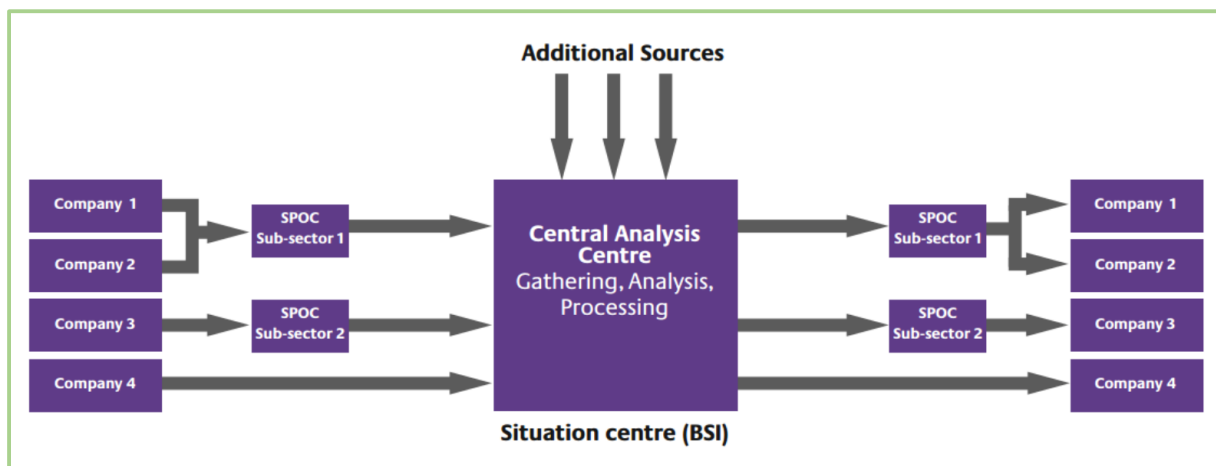 Additional Sources
Company 1
Company 2
Company 3
Company 4
SPOC
Sub-sector 1
SPOC
Sub-sector 2
Central Analysis
Centre
Gathering, Analysis,
Processing
Situation centre (BSI)
SPOC
Sub-sector 1
SPOC
Sub-sector 2
Company 1
Company 2
Company 3
Company 4